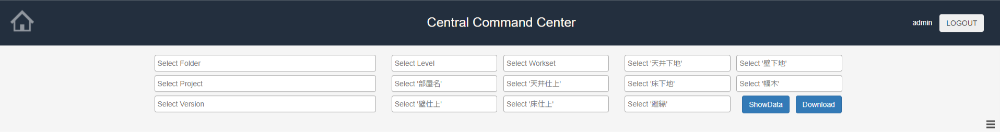 Central Command Center
admin LOGOUT
Select Folder Select Level Select Workset Select '天井下地' Select '壁下地'
Select Project Select '部屋名' Select '天井仕上' Select '床下地' Select '幅木'
Select Version Select '壁仕上' Select '床仕上' Select '廻縁' ShowData Download